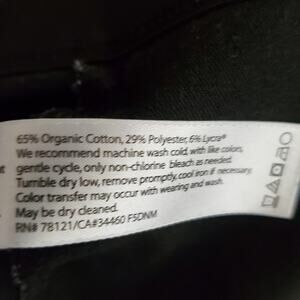 65% Organic Cotton, 29% Polyester, 6% Lycra®
We recommend machine wash cold, with like colors,
gentle cycle, only non-chlorine bleach as needed.
Tumble dry low, remove promptly, cool iron if necessary.
Color transfer may occur with wearing and wash.
May be dry cleaned.
RN# 78121/CA#34460 F5DNM